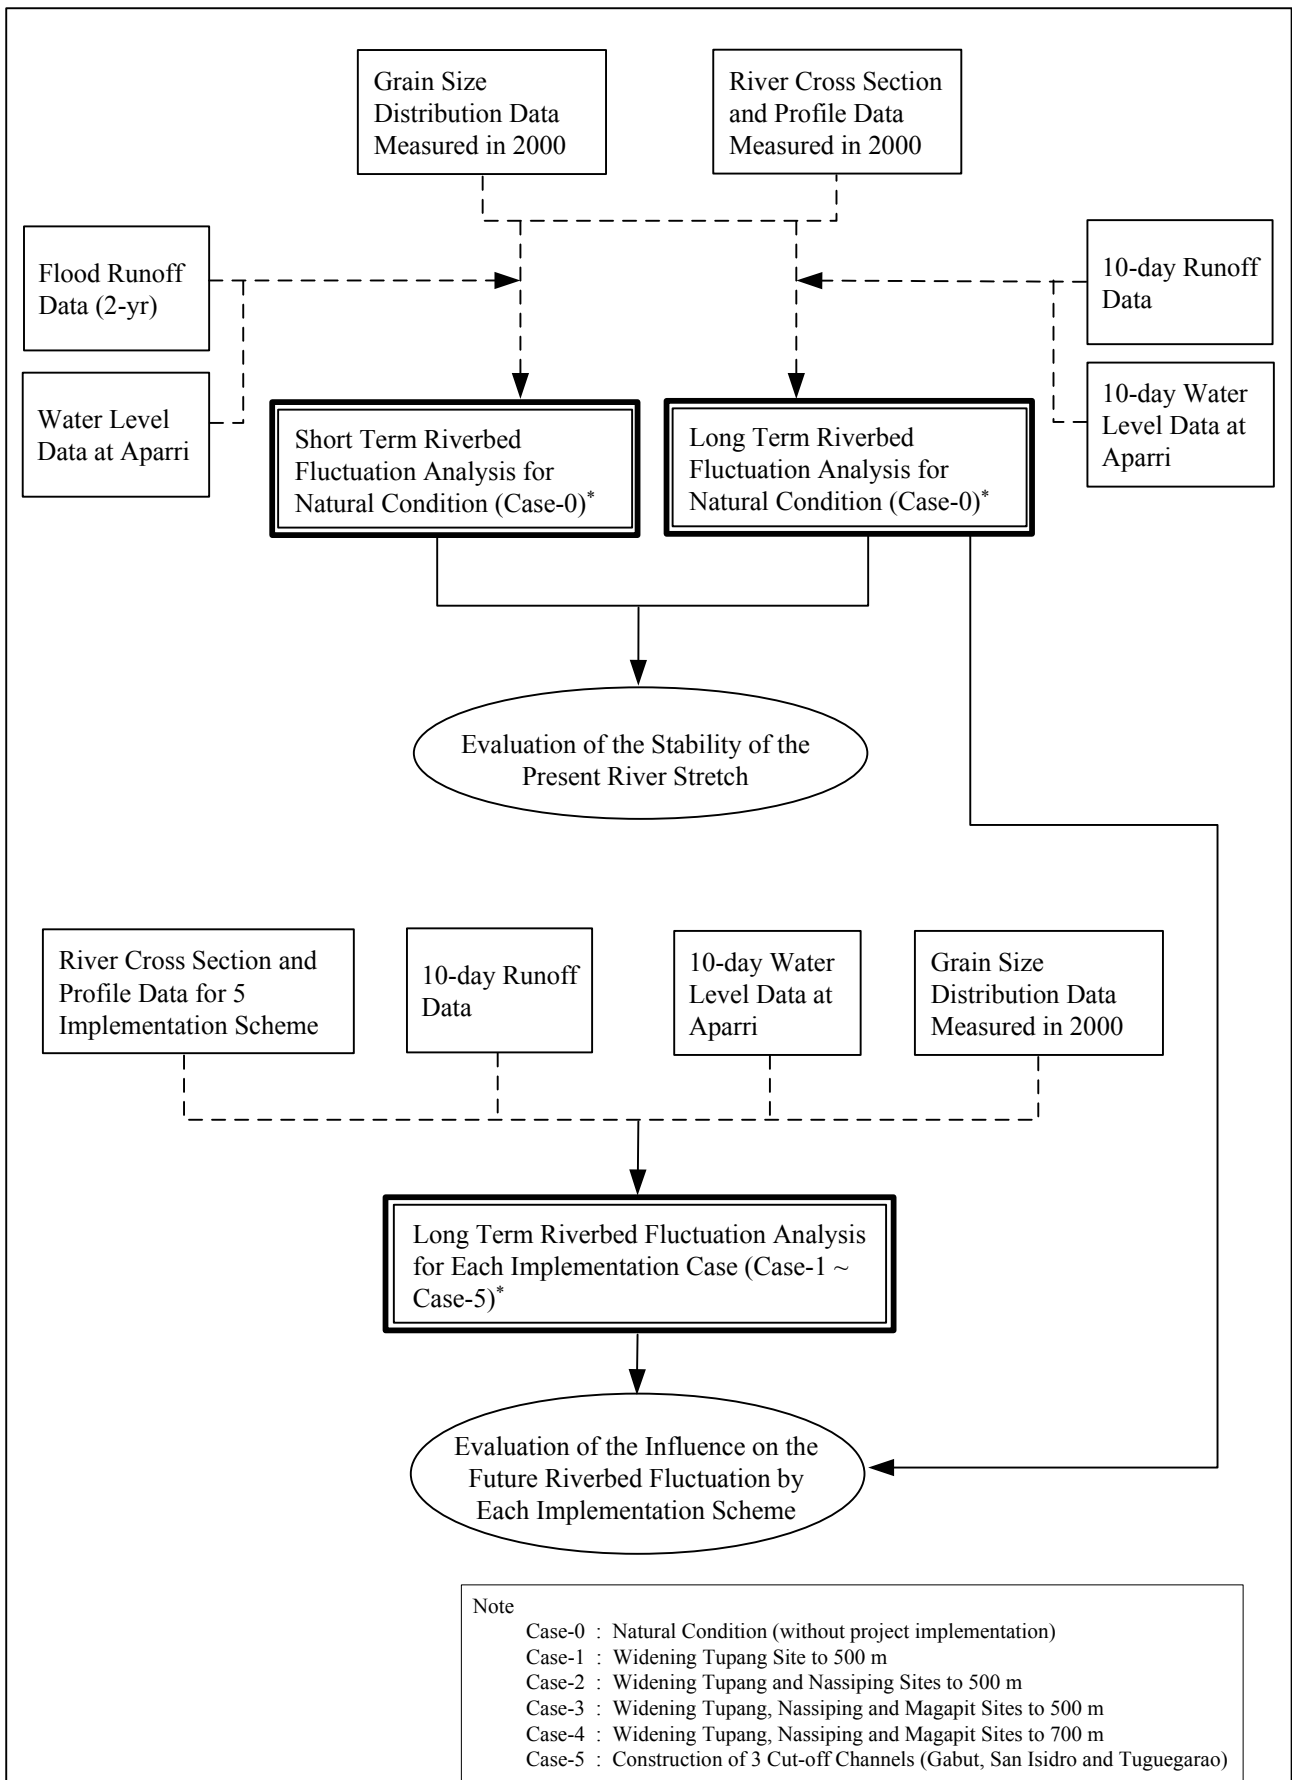 Grain Size
Distribution Data
Measured in 2000
River Cross Section
and Profile Data
Measured in 2000
Flood Runoff
Data (2-yr)
10-day Runoff
Data
Water Level
Data at Aparri
10-day Water
Level Data at
Aparri
Short Term Riverbed
Fluctuation Analysis for
Natural Condition (Case-0)*
Long Term Riverbed
Fluctuation Analysis for
Natural Condition (Case-0)*
Evaluation of the Stability of the
Present River Stretch
River Cross Section and
Profile Data for 5
Implementation Scheme
10-day Runoff
Data
10-day Water
Level Data at
Aparri
Grain Size
Distribution Data
Measured in 2000
Long Term Riverbed Fluctuation Analysis
for Each Implementation Case (Case-1 ~
Case-5)*
Evaluation of the Influence on the
Future Riverbed Fluctuation by
Each Implementation Scheme
Note
Case-0 : Natural Condition (without project implementation)
Case-1 : Widening Tupang Site to 500 m
Case-2 : Widening Tupang and Nassiping Sites to 500 m
Case-3 : Widening Tupang, Nassiping and Magapit Sites to 500 m
Case-4 : Widening Tupang, Nassiping and Magapit Sites to 700 m
Case-5 : Construction of 3 Cut-off Channels (Gabut, San Isidro and Tuguegarao)